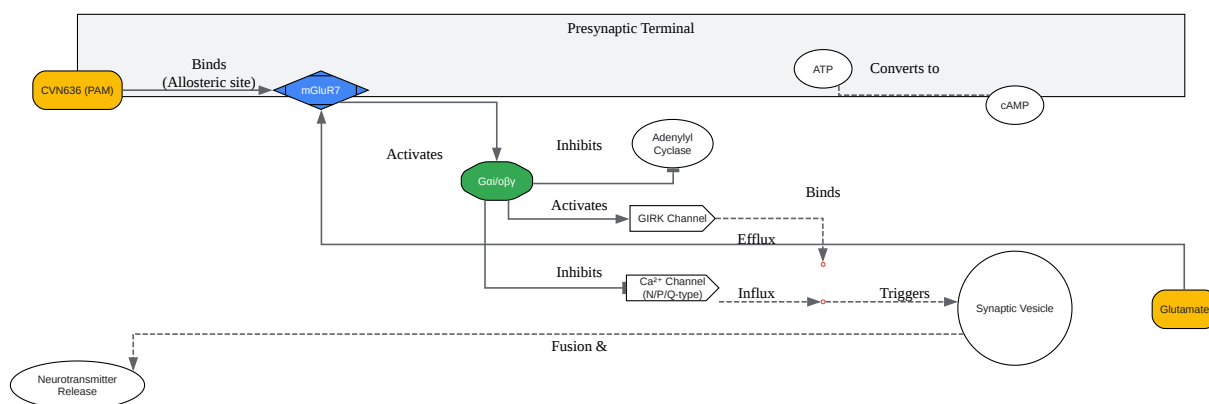 Presynaptic Terminal
Binds
(Allosteric site)
CVN636 (PAM)
mGluR7
ATP
Converts to
cAMP
Activates
Inhibits
Adenylyl
Cyclase
Gαi/oβγ
Activates
GIRK Channel
Binds
Efflux
Inhibits
Ca²⁺ Channel
(N/P/Q-type)
Influx
Triggers
Synaptic Vesicle
Glutamate
Fusion &
Neurotransmitter
Release